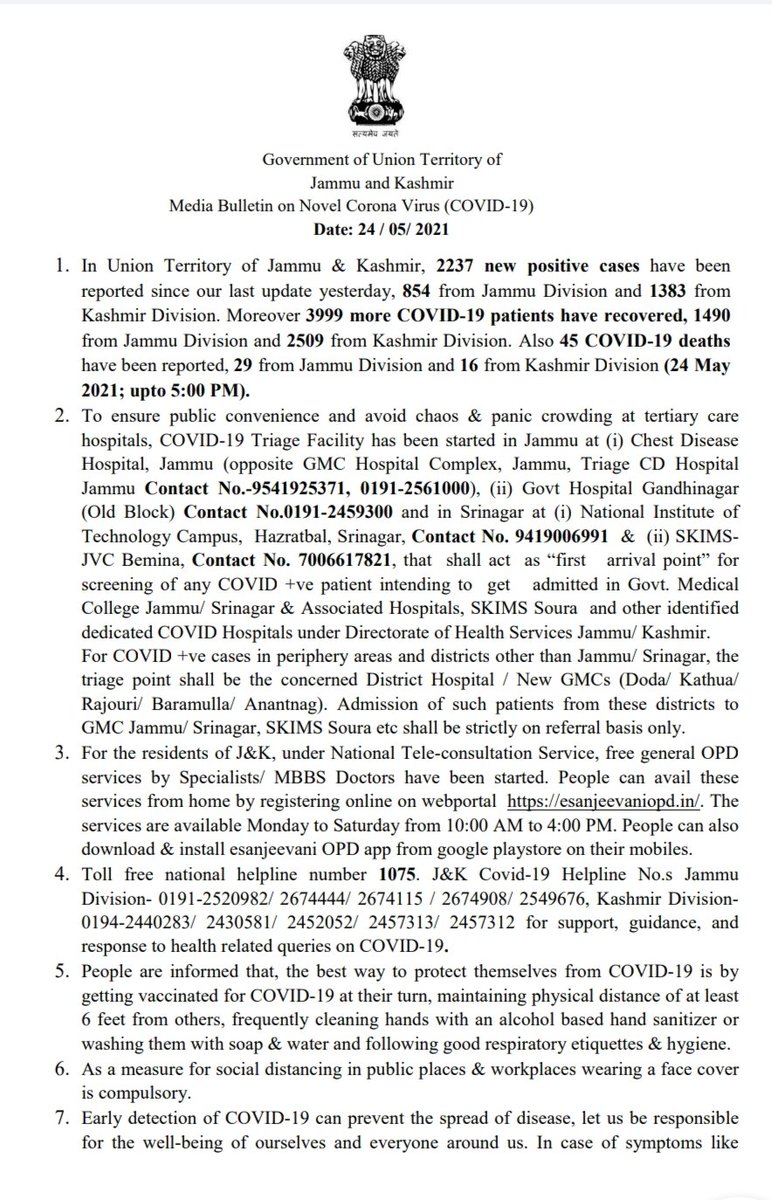 सत्यमेव जयते
Government of Union Territory of
Jammu and Kashmir
Media Bulletin on Novel Corona Virus (COVID-19)
Date: 24 / 05/ 2021
1. In Union Territory of Jammu & Kashmir, 2237 new positive cases have been
reported since our last update yesterday, 854 from Jammu Division and 1383 from
Kashmir Division. Moreover 3999 more COVID-19 patients have recovered, 1490
from Jammu Division and 2509 from Kashmir Division. Also 45 COVID-19 deaths
have been reported, 29 from Jammu Division and 16 from Kashmir Division (24 May
2021; upto 5:00 PM).
2. To ensure public convenience and avoid chaos & panic crowding at tertiary care
hospitals, COVID-19 Triage Facility has been started in Jammu at (i) Chest Disease
Hospital, Jammu (opposite GMC Hospital Complex, Jammu, Triage CD Hospital
Jammu Contact No.-9541925371, 0191-2561000), (ii) Govt Hospital Gandhinagar
(Old Block) Contact No.0191-2459300 and in Srinagar at (i) National Institute of
Technology Campus, Hazratbal, Srinagar, Contact No. 9419006991 & (ii) SKIMS-
JVC Bemina, Contact No. 7006617821, that shall act as “first arrival point” for
screening of any COVID +ve patient intending to get admitted in Govt. Medical
College Jammu/ Srinagar & Associated Hospitals, SKIMS Soura and other identified
dedicated COVID Hospitals under Directorate of Health Services Jammu/ Kashmir.
For COVID +ve cases in periphery areas and districts other than Jammu/ Srinagar, the
triage point shall be the concerned District Hospital / New GMCs (Doda/ Kathua/
Rajouri/ Baramulla/ Anantnag). Admission of such patients from these districts to
GMC Jammu/ Srinagar, SKIMS Soura etc shall be strictly on referral basis only.
3. For the residents of J&K, under National Tele-consultation Service, free general OPD
services by Specialists/ MBBS Doctors have been started. People can avail these
services from home by registering online on webportal https://esanjeevaniopd.in/. The
services are available Monday to Saturday from 10:00 AM to 4:00 PM. People can also
download & install esanjeevani OPD app from google playstore on their mobiles.
4. Toll free national helpline number 1075. J&K Covid-19 Helpline No.s Jammu
Division- 0191-2520982/ 2674444/ 2674115 / 2674908/ 2549676, Kashmir Division-
0194-2440283/ 2430581/ 2452052/ 2457313/ 2457312 for support, guidance, and
response to health related queries on COVID-19.
5. People are informed that, the best way to protect themselves from COVID-19 is by
getting vaccinated for COVID-19 at their turn, maintaining physical distance of at least
6 feet from others, frequently cleaning hands with an alcohol based hand sanitizer or
washing them with soap & water and following good respiratory etiquettes & hygiene.
6. As a measure for social distancing in public places & workplaces wearing a face cover
is compulsory.
7. Early detection of COVID-19 can prevent the spread of disease, let us be responsible
for the well-being of ourselves and everyone around us. In case of symptoms like